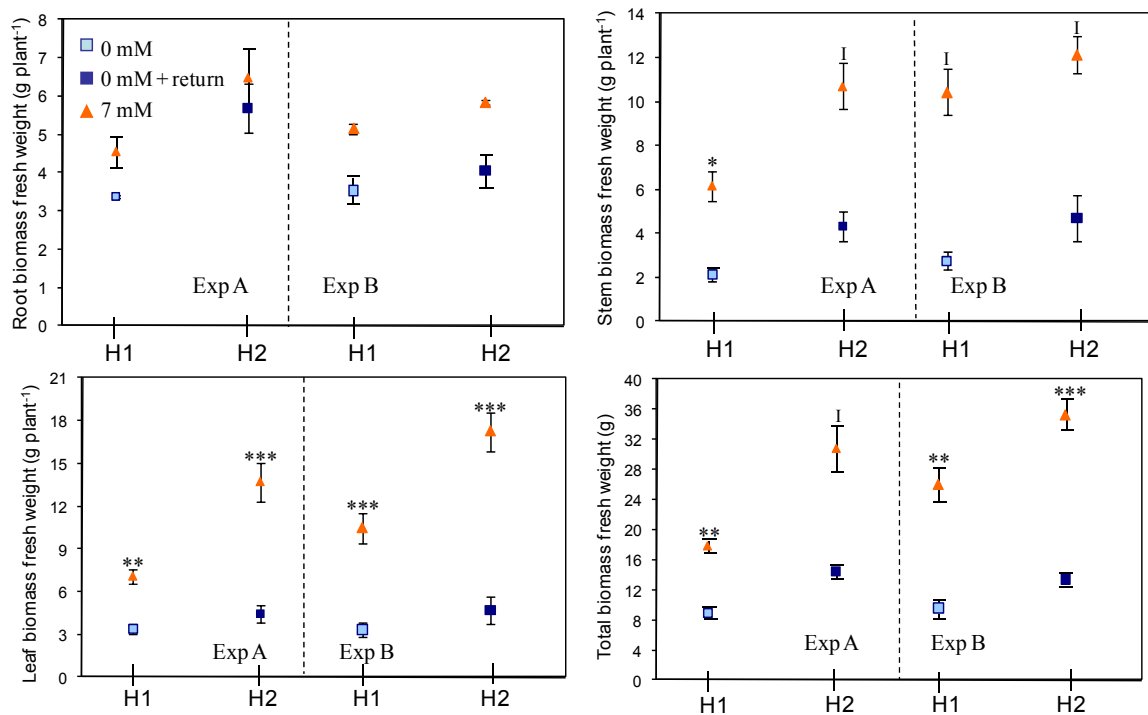 Root biomass fresh weight (g plant⁻¹)
8
7
6
5
4
3
2
1
0
0 mM
0 mM + return
7 mM
Exp A
Exp B
H1
H2
H1
H2
Stem biomass fresh weight (g plant⁻¹)
14
12
10
8
6
4
2
0
*
I
I
I
Exp A
Exp B
H1
H2
H1
H2
Leaf biomass fresh weight (g plant⁻¹)
21
18
15
12
9
6
3
0
**
***
***
***
Exp A
Exp B
H1
H2
H1
H2
Total biomass fresh weight (g)
40
36
32
28
24
20
16
12
8
4
0
**
I
**
***
Exp A
Exp B
H1
H2
H1
H2